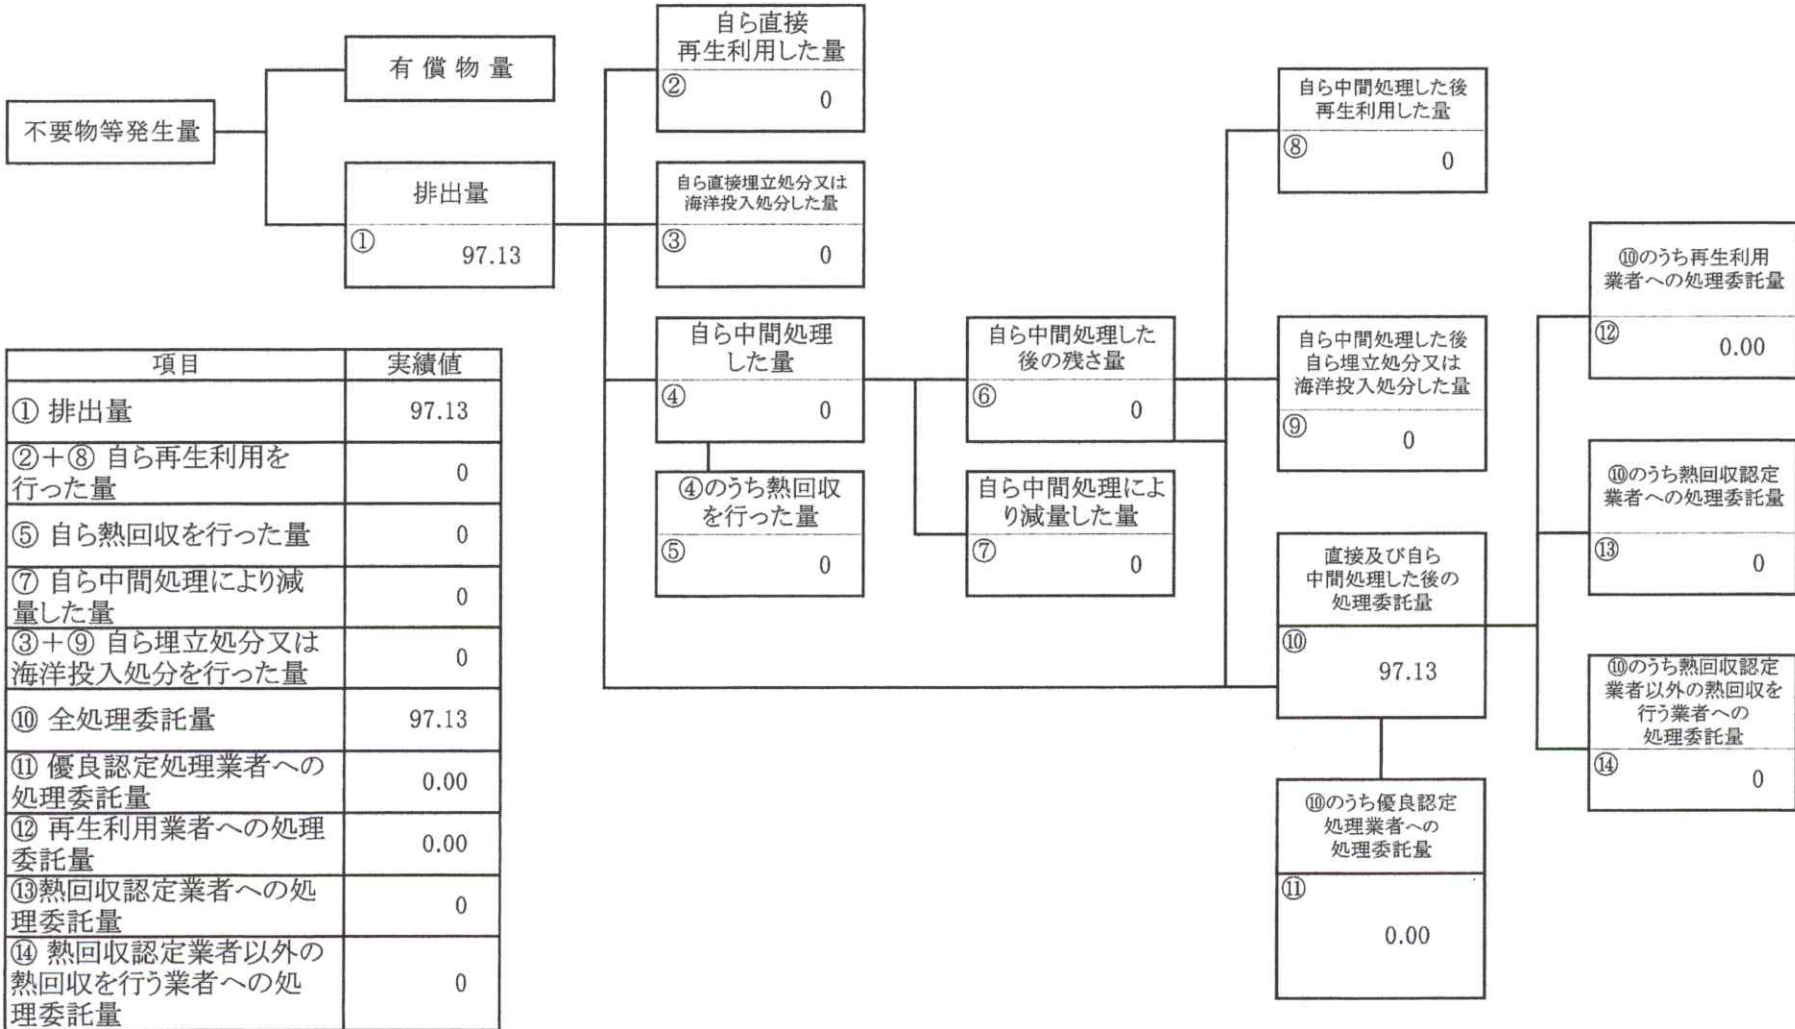 不要物等発生量
有償物量
排出量
①
97.13
自ら直接
再生利用した量
②
0
自ら直接埋立処分又は
海洋投入処分した量
③
0
自ら中間処理
した量
④
0
④のうち熱回収
を行った量
⑤
0
自ら中間処理した
後の残さ量
⑥
0
自ら中間処理によ
り減量した量
⑦
0
自ら中間処理した後
再生利用した量
⑧
0
自ら中間処理した後
自ら埋立処分又は
海洋投入処分した量
⑨
0
直接及び自ら
中間処理した後の
処理委託量
⑩
97.13
⑩のうち優良認定
処理業者への
処理委託量
⑪
0.00
⑩のうち再生利用
業者への処理委託量
⑫
0.00
⑩のうち熱回収認定
業者への処理委託量
⑬
0
⑩のうち熱回収認定
業者以外の熱回収を
行う業者への
処理委託量
⑭
0
項目 実績値
① 排出量 97.13
②+⑧ 自ら再生利用を
行った量 0
⑤ 自ら熱回収を行った量 0
⑦ 自ら中間処理により減
量した量 0
③+⑨ 自ら埋立処分又は
海洋投入処分を行った量 0
⑩ 全処理委託量 97.13
⑪ 優良認定処理業者への
処理委託量 0.00
⑫ 再生利用業者への処理
委託量 0.00
⑬熱回収認定業者への処
理委託量 0
⑭ 熱回収認定業者以外の
熱回収を行う業者への処
理委託量 0